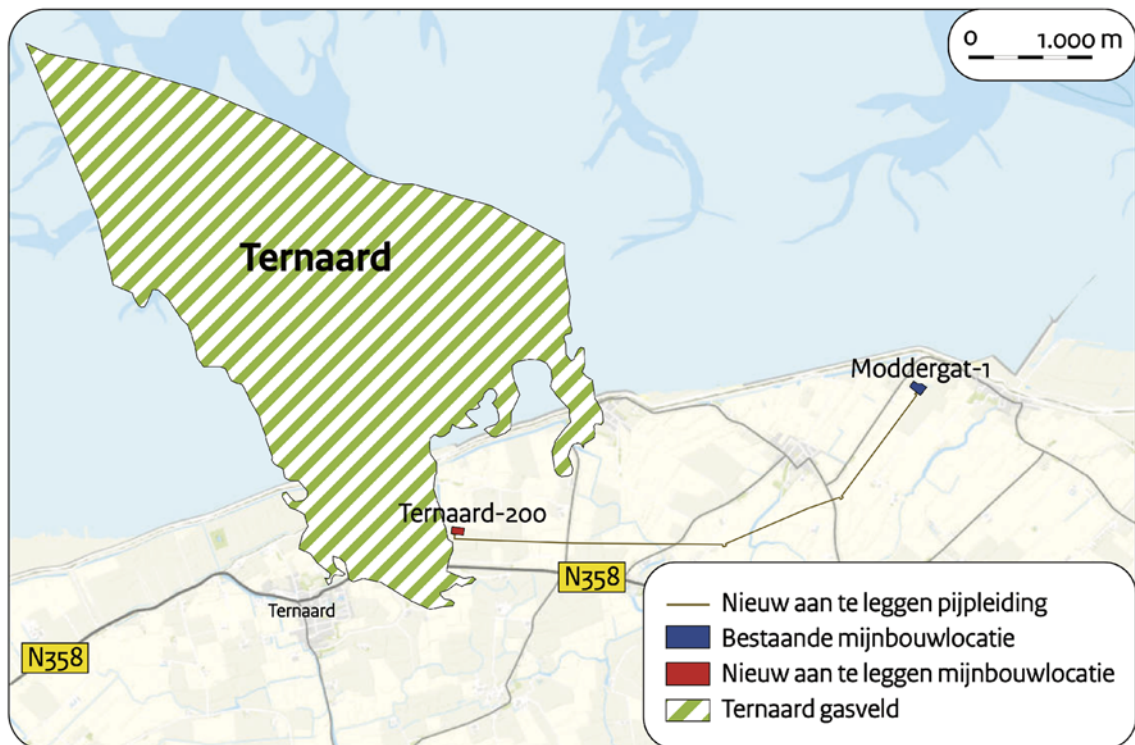 0 1.000 m
Ternaard
Moddergat-1
Ternaard-200
N358
Ternaard
N358
Nieuw aan te leggen pijpleiding
Bestaande mijnbouwlocatie
Nieuw aan te leggen mijnbouwlocatie
Ternaard gasveld